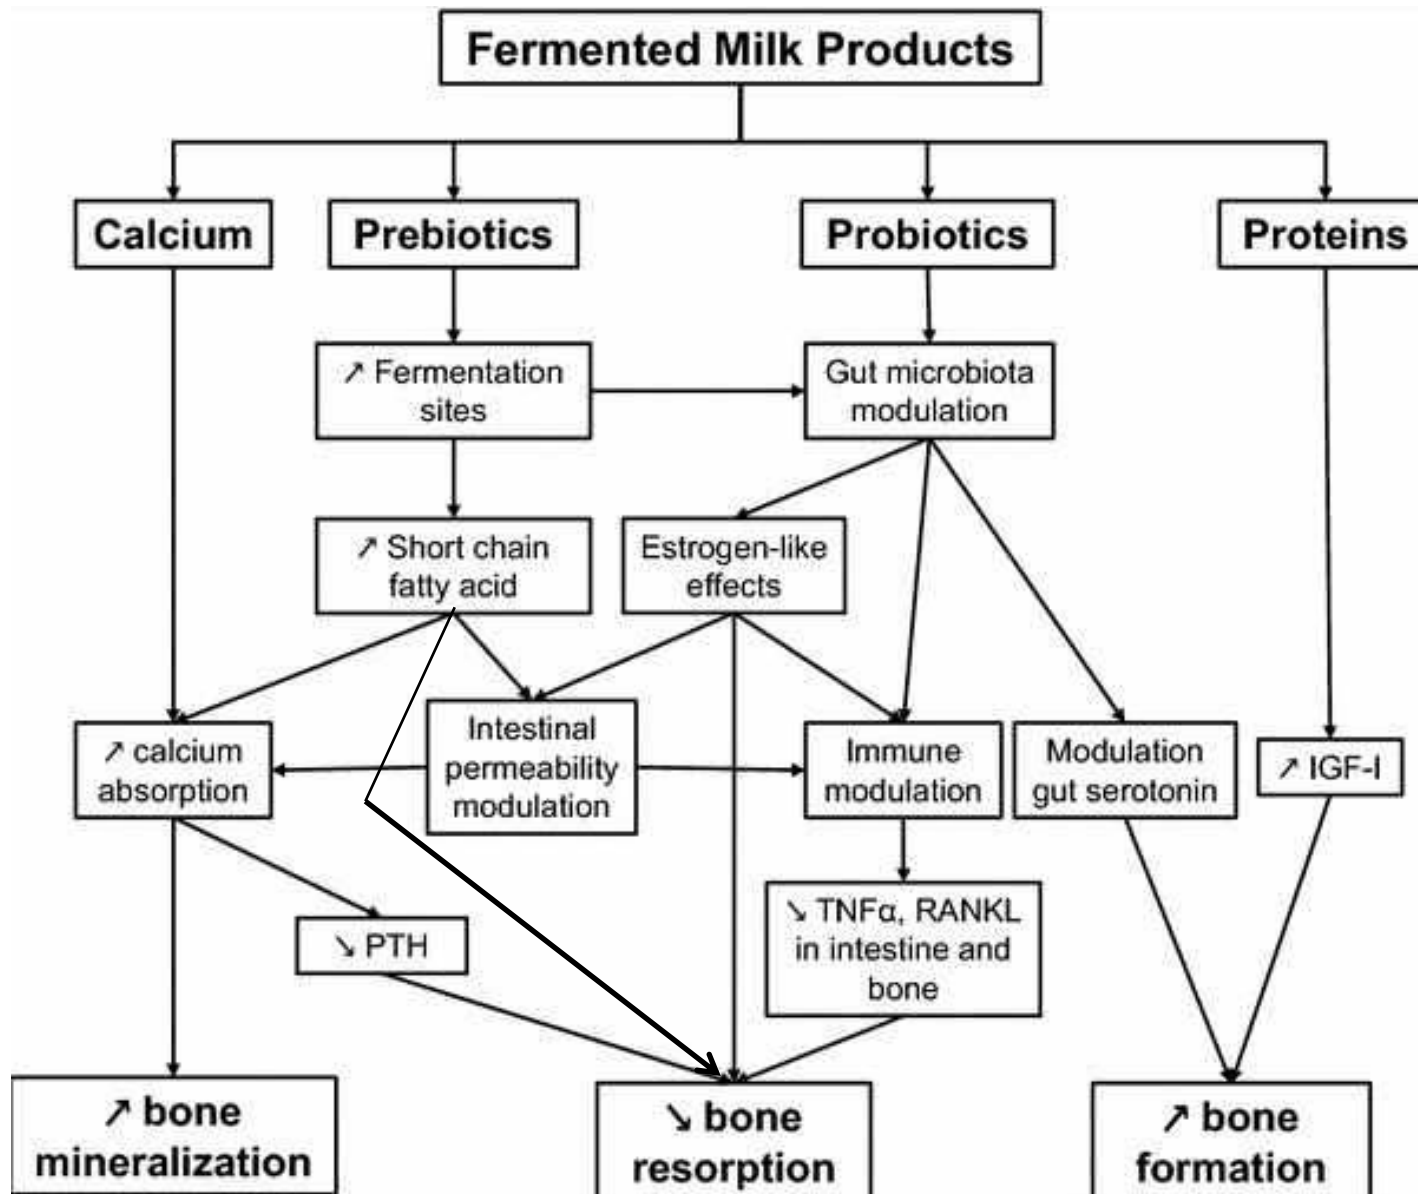 Fermented Milk Products
Calcium
Prebiotics
Probiotics
Proteins
↗ Fermentation
sites
Gut microbiota
modulation
↗ Short chain
fatty acid
Estrogen-like
effects
↗ calcium
absorption
Intestinal
permeability
modulation
Immune
modulation
Modulation
gut serotonin
↗ IGF-I
↘ PTH
↘ TNFα, RANKL
in intestine and
bone
↗ bone
mineralization
↘ bone
resorption
↗ bone
formation